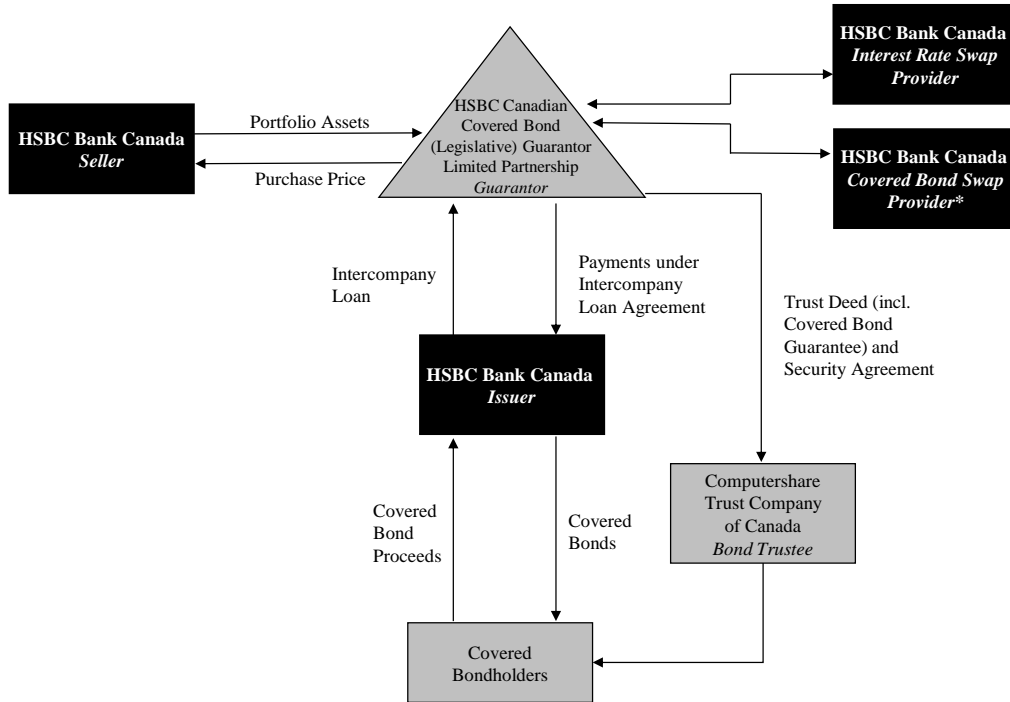 HSBC Bank Canada
Interest Rate Swap
Provider
HSBC Canadian
Covered Bond
(Legislative) Guarantor
Limited Partnership
Guarantor
Portfolio Assets
HSBC Bank Canada
Seller
Purchase Price
HSBC Bank Canada
Covered Bond Swap
Provider*
Intercompany
Loan
Payments under
Intercompany
Loan Agreement
Trust Deed (incl.
Covered Bond
Guarantee) and
Security Agreement
HSBC Bank Canada
Issuer
Covered
Bond
Proceeds
Covered
Bonds
Computershare
Trust Company
of Canada
Bond Trustee
Covered
Bondholders